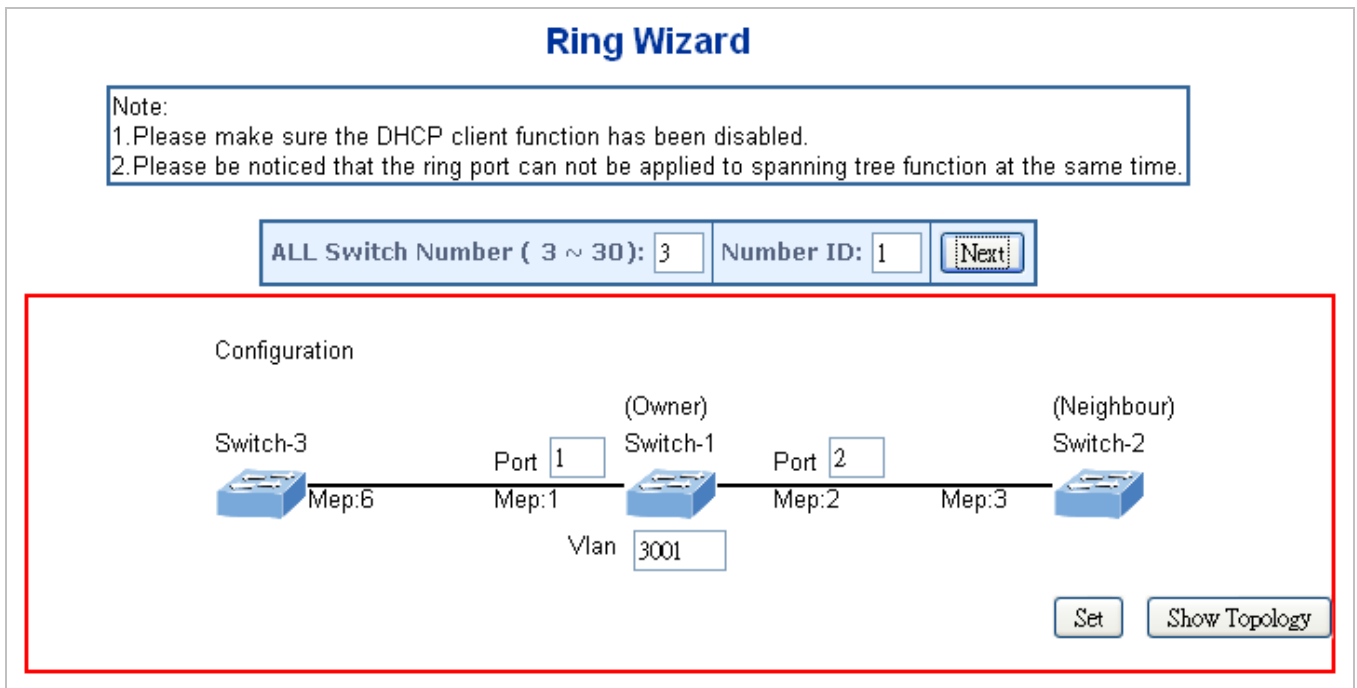 Ring Wizard
Note:
1.Please make sure the DHCP client function has been disabled.
2.Please be noticed that the ring port can not be applied to spanning tree function at the same time.
ALL Switch Number ( 3 ~ 30): 3 Number ID: 1 Next
Configuration
(Owner) (Neighbour)
Switch-3 Port 1 Switch-1 Port 2 Switch-2
Mep:6 Mep:1 Mep:2 Mep:3
Vlan 3001
Set Show Topology